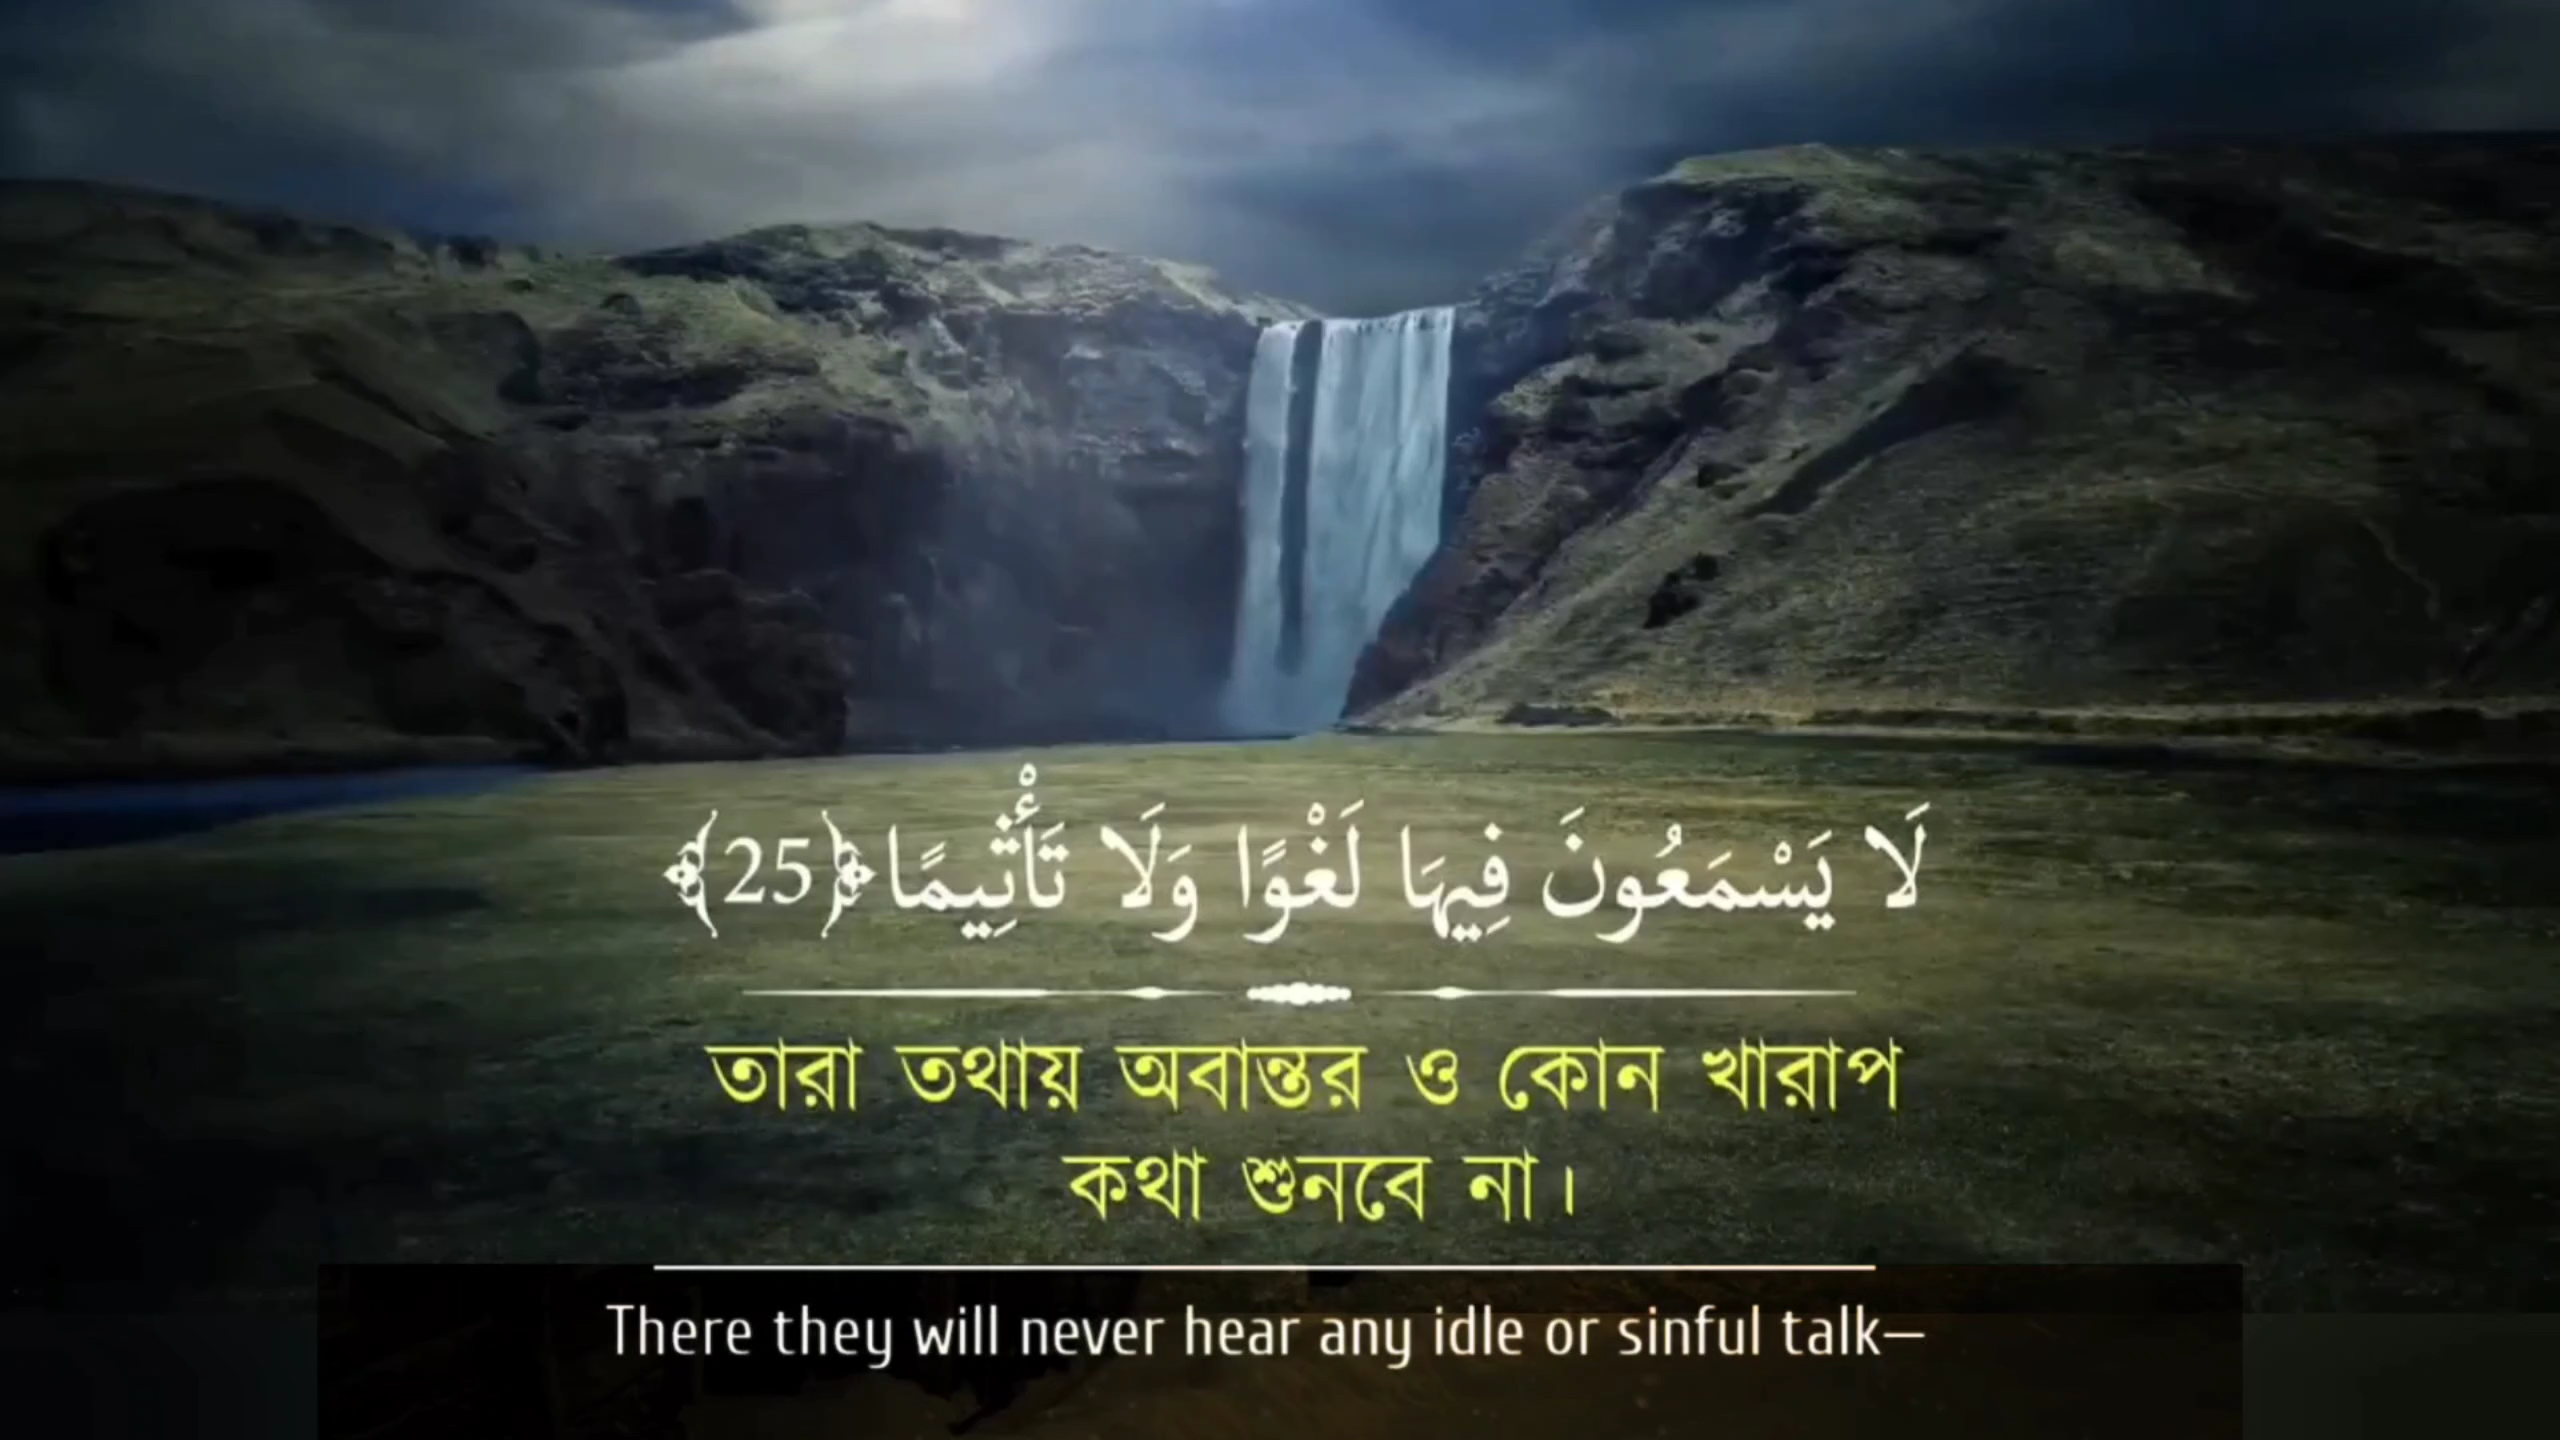 لَا يَسْمَعُونَ فِيهَا لَغْوًا وَلَا تَأْثِيمًا ﴿25﴾
তারা তথায় অবান্তর ও কোন খারাপ
কথা শুনবে না।
There they will never hear any idle or sinful talk—